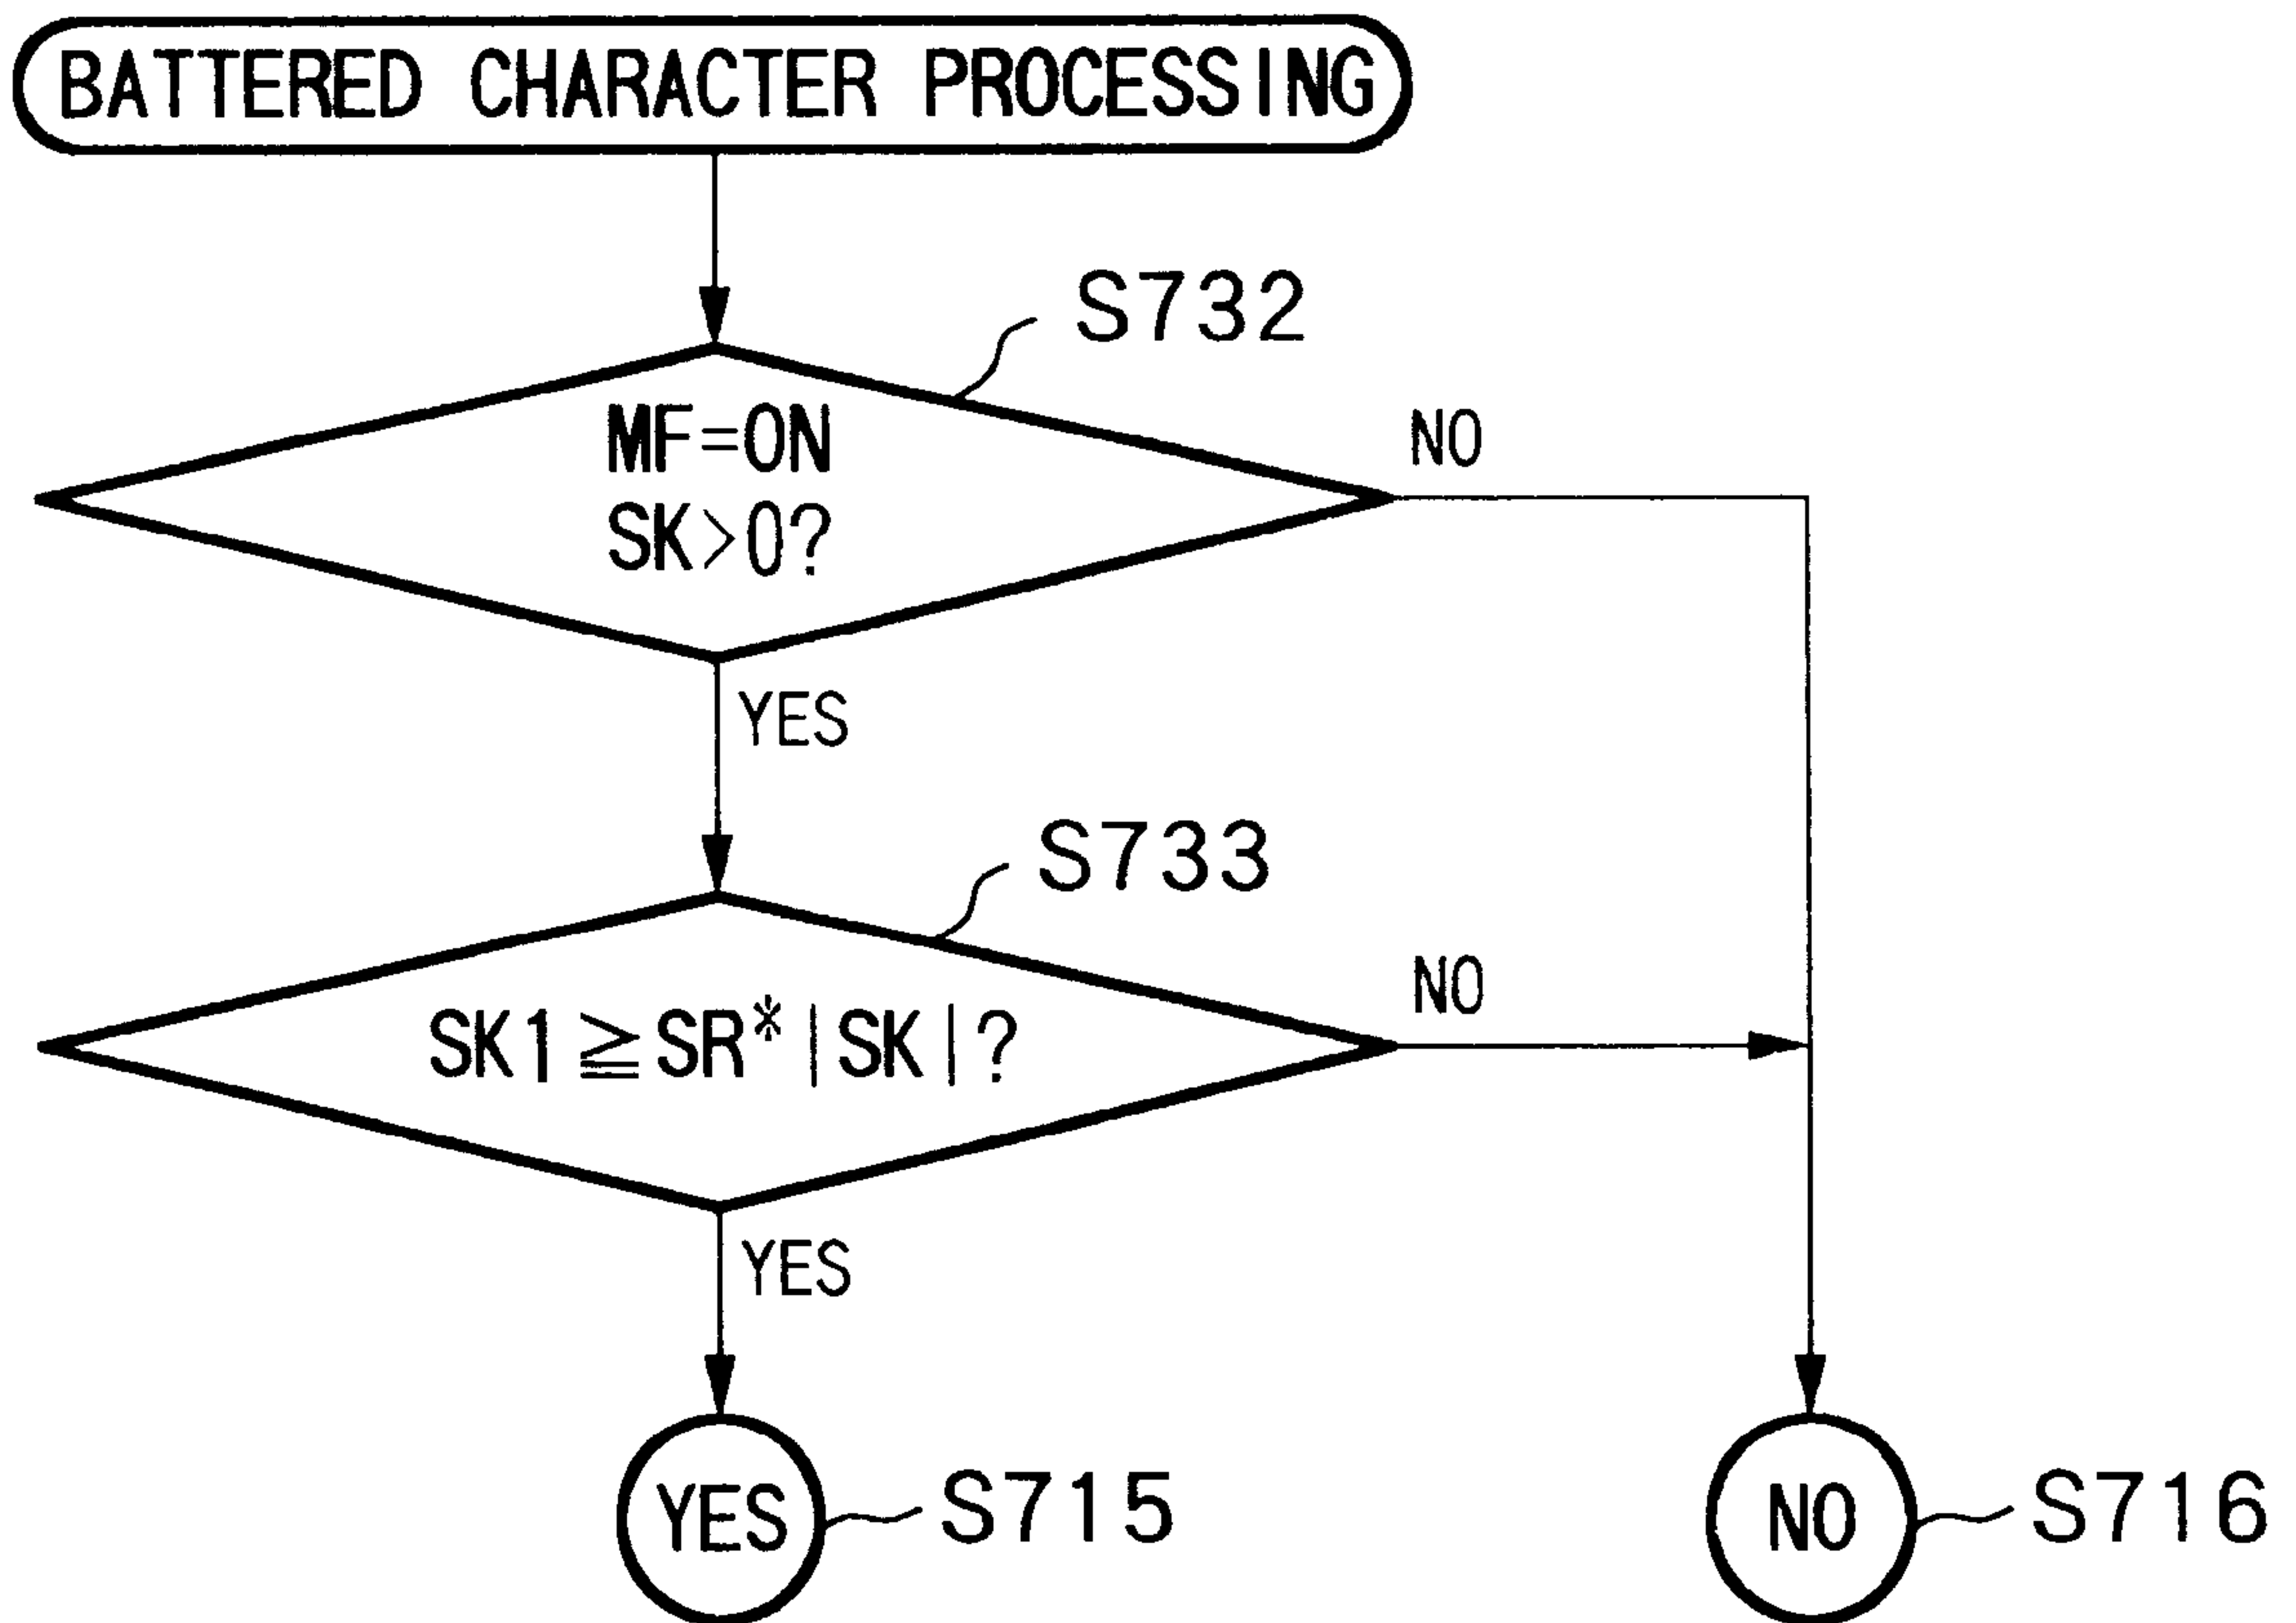 BATTERED CHARACTER PROCESSING
S732
MF=ON
SK>0?
NO
YES
S733
SK1≧SR*|SK|?
NO
YES
YES
S715
NO
S716